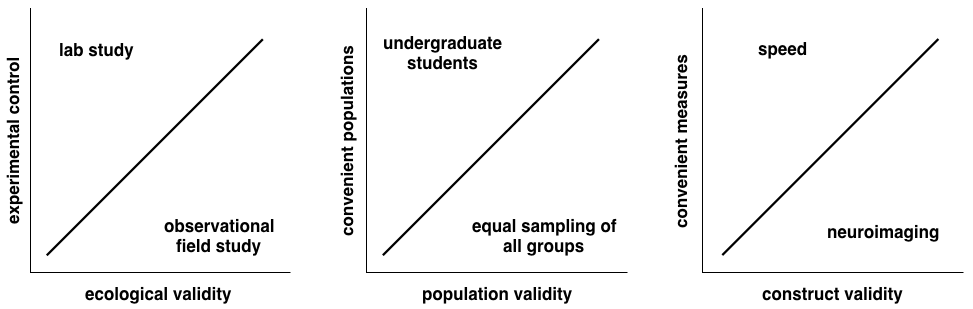 experimental control
lab study
observational
field study
ecological validity
convenient populations
undergraduate
students
equal sampling of
all groups
population validity
convenient measures
speed
neuroimaging
construct validity